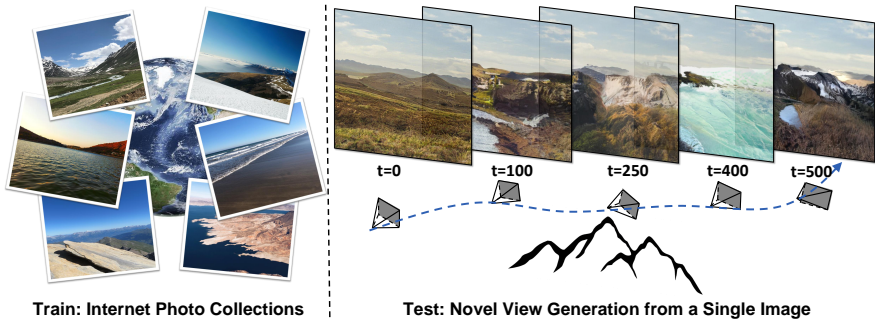 t=0
t=100
t=250
t=400
t=500
Train: Internet Photo Collections
Test: Novel View Generation from a Single Image